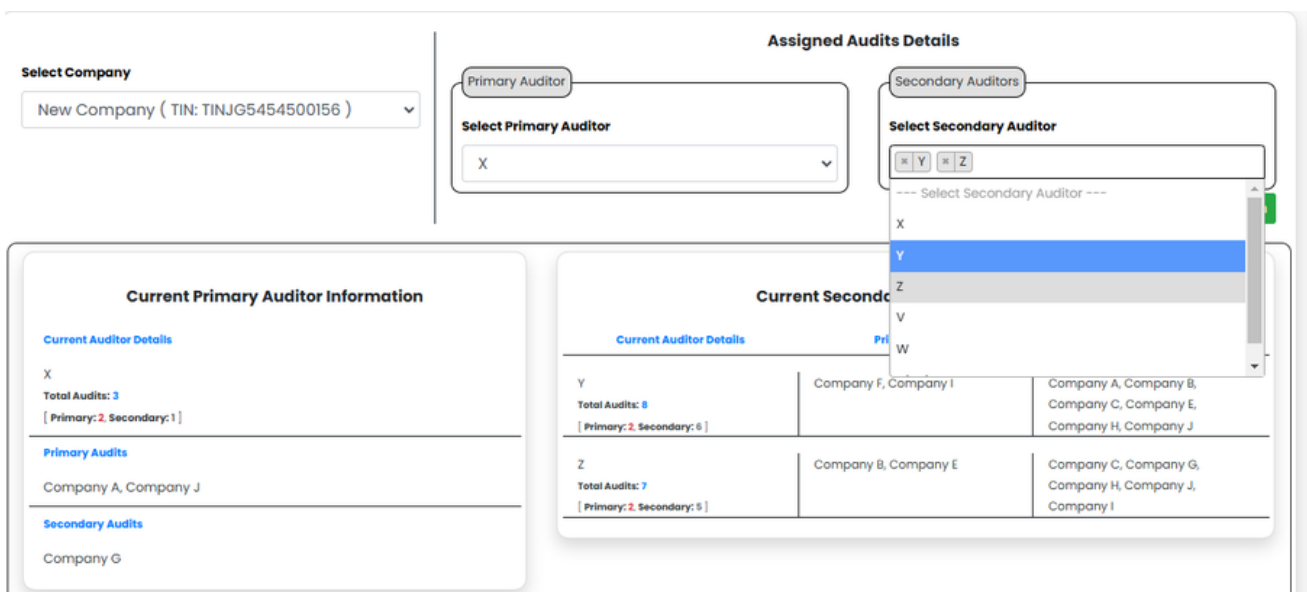 Assigned Audits Details
Select Company
New Company ( TIN: TINJG5454500156 )
Primary Auditor
Select Primary Auditor
X
Secondary Auditors
Select Secondary Auditor
× Y × Z
--- Select Secondary Auditor ---
X
Y
Z
V
W
Current Primary Auditor Information
Current Auditor Details
X
Total Audits: 3
[ Primary: 2, Secondary: 1 ]
Primary Audits
Company A, Company J
Secondary Audits
Company G
Current
Current Auditor Details
Y
Total Audits: 8
[ Primary: 2, Secondary: 6 ]
Company F, Company I
Company A, Company B,
Company C, Company E,
Company H, Company J
Z
Total Audits: 7
[ Primary: 2, Secondary: 5 ]
Company B, Company E
Company C, Company G,
Company H, Company J,
Company I